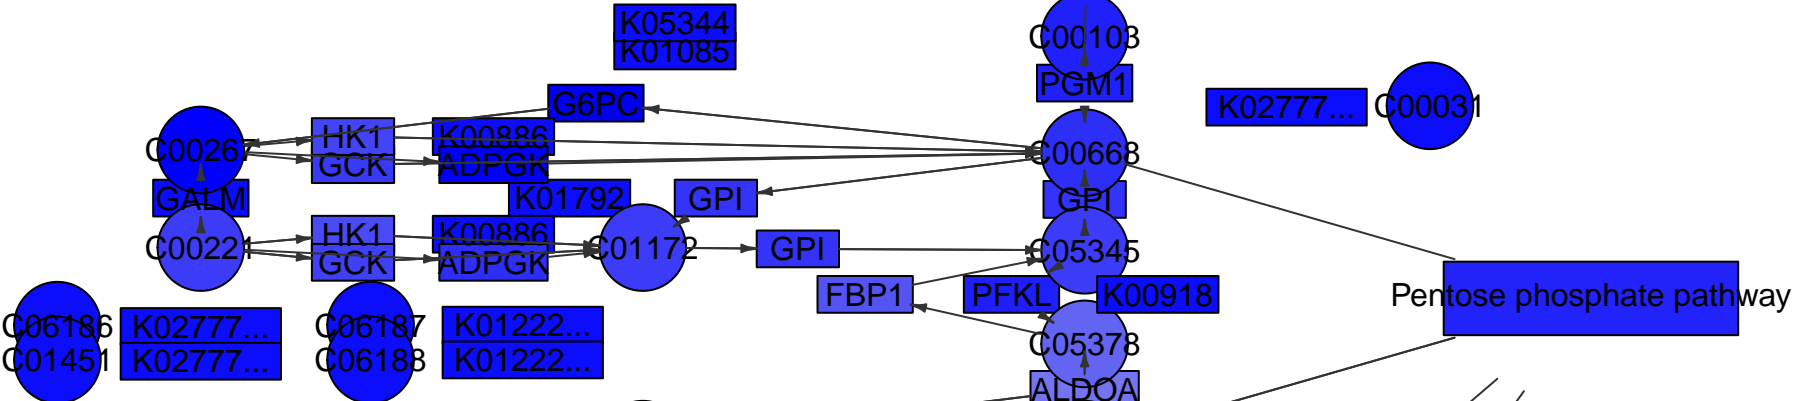 K05344
K01085
C00103
PGM1
K02777...
C00031
G6PC
C00267
HK1
K00886
GCK
ADPGK
C00668
GALM
K01792
GPI
GPI
C00221
HK1
K00886
GCK
ADPGK
C01172
GPI
C05345
FBP1
PFKL
K00918
Pentose phosphate pathway
C06186
K02777...
C06187
K01222...
C01451
K02777...
C06188
K01222...
C05378
ALDOA